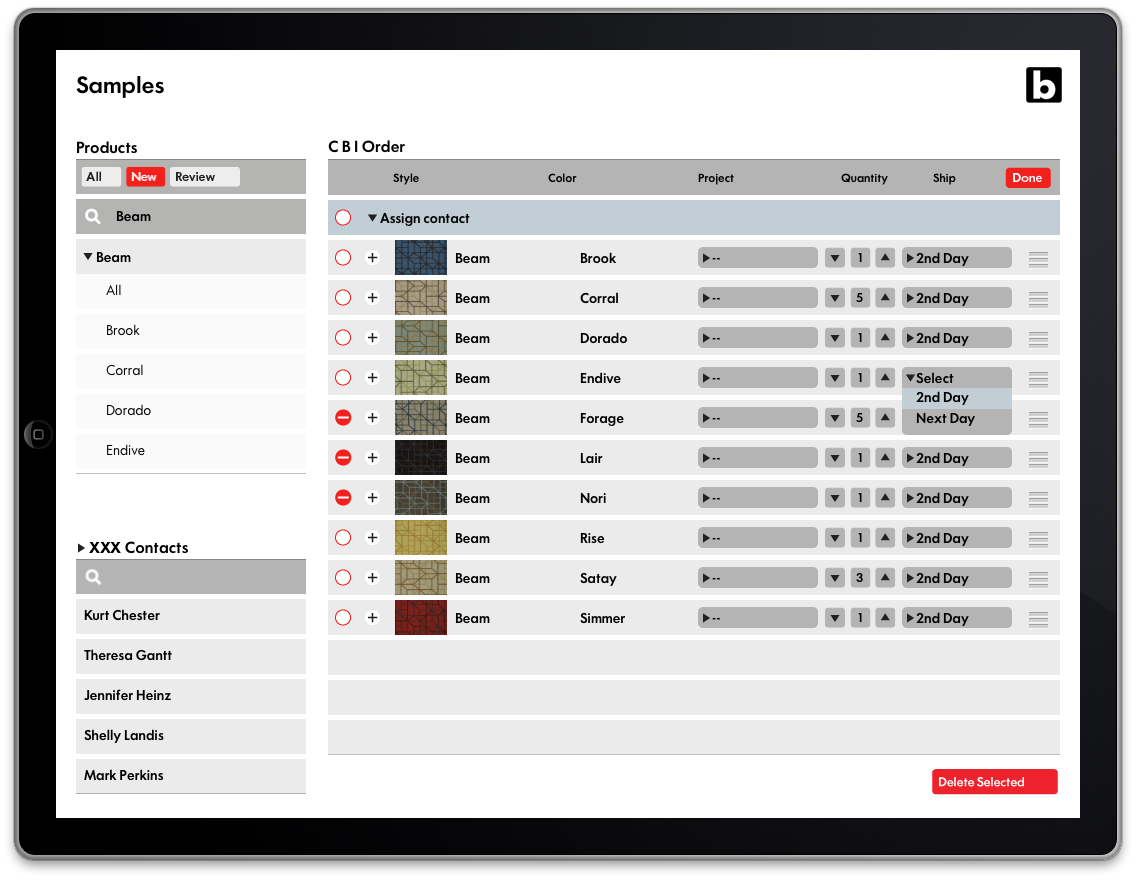 Samples
b
Products
All New Review
Beam
Beam
All
Brook
Corral
Dorado
Endive
XXX Contacts
Kurt Chester
Theresa Gantt
Jennifer Heinz
Shelly Landis
Mark Perkins
C B I Order
Style Color Project Quantity Ship Done
Assign contact
Beam Brook -- 1 2nd Day
Beam Corral -- 5 2nd Day
Beam Dorado -- 1 2nd Day
Beam Endive -- 1 Select
2nd Day
Next Day
Beam Forage -- 5
Beam Lair -- 1 2nd Day
Beam Nori -- 1 2nd Day
Beam Rise -- 1 2nd Day
Beam Satay -- 3 2nd Day
Beam Simmer -- 1 2nd Day
Delete Selected